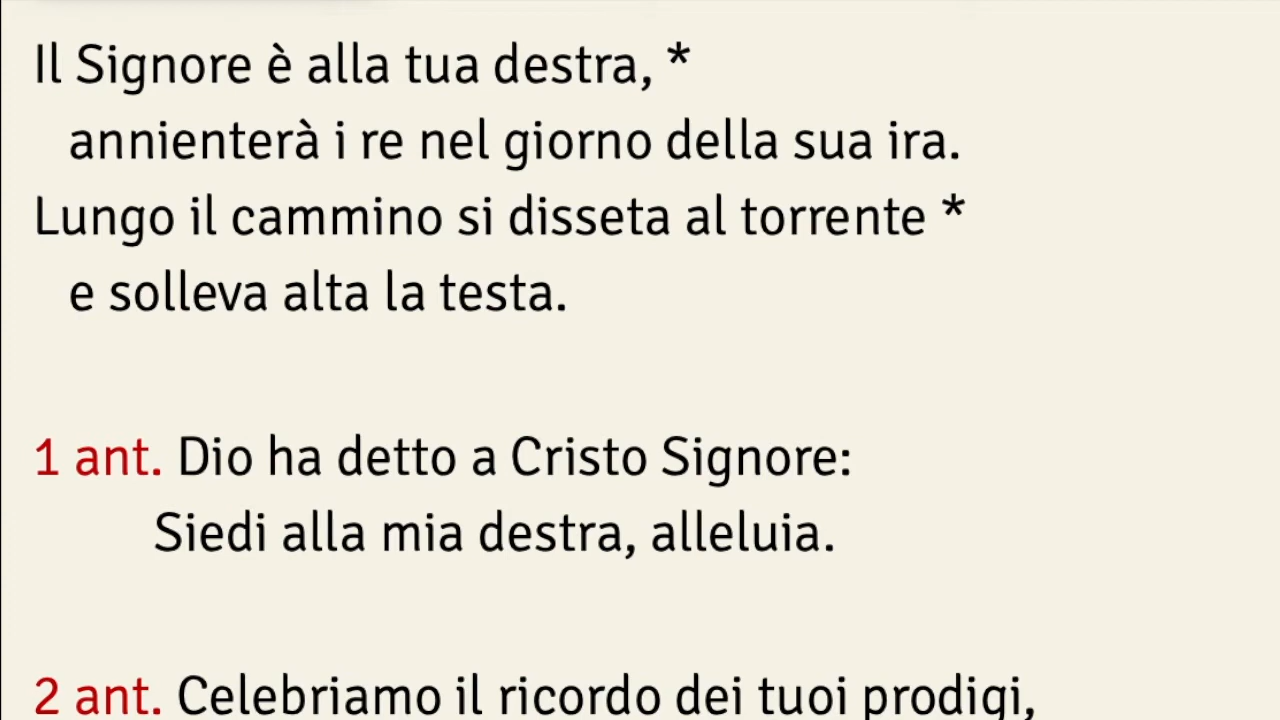 Il Signore è alla tua destra, *
annienterà i re nel giorno della sua ira.
Lungo il cammino si disseta al torrente *
e solleva alta la testa.
1 ant. Dio ha detto a Cristo Signore:
Siedi alla mia destra, alleluia.
2 ant. Celebriamo il ricordo dei tuoi prodigi,